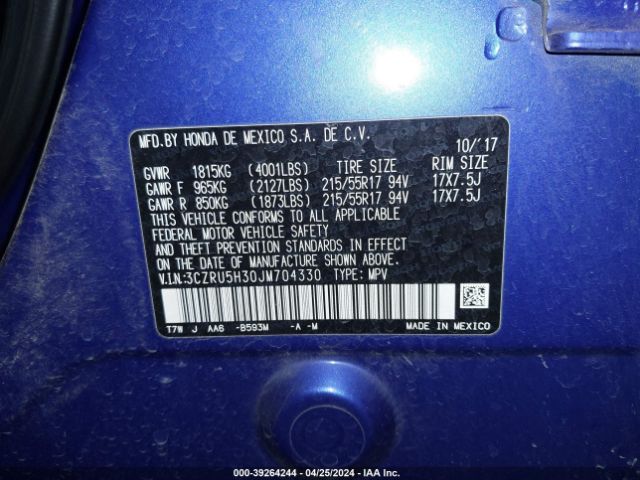 MFD.BY HONDA DE MEXICO S.A. DE C.V. 10/'17
GVWR 1815KG (4001LBS) TIRE SIZE RIM SIZE
GAWR F 965KG (2127LBS) 215/55R17 94V 17X7.5J
GAWR R 850KG (1873LBS) 215/55R17 94V 17X7.5J
THIS VEHICLE CONFORMS TO ALL APPLICABLE
FEDERAL MOTOR VEHICLE SAFETY
AND THEFT PREVENTION STANDARDS IN EFFECT
ON THE DATE OF MANUFACTURE SHOWN
ABOVE.
V.I.N.:3CZRU5H30JM704330 TYPE: MPV
T7W J AA6 -B593M -A -M MADE IN MEXICO
000-39264244 - 04/25/2024 - IAA Inc.